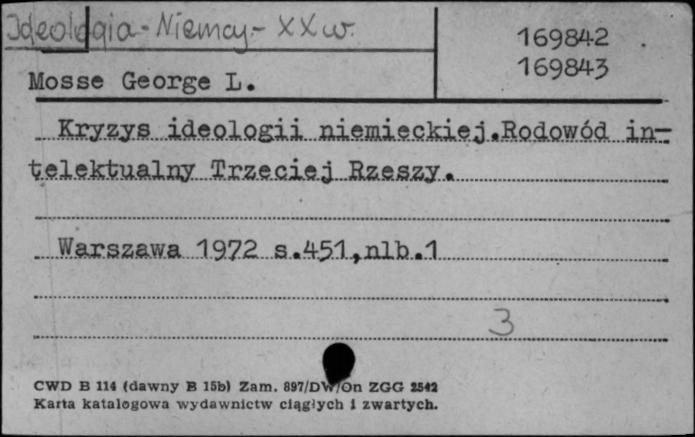 Ideologia - Niemcy - XX w.
169842
169843
Mosse George L.
Kryzys ideologii niemieckiej.Rodowód in-
telektualny Trzeciej Rzeszy.
Warszawa 1972 s.451,nlb.1
3
CWD B 114 (dawny B 15b) Zam. 897/DW/On ZGG 2542
Karta katalogowa wydawnictw ciągłych i zwartych.